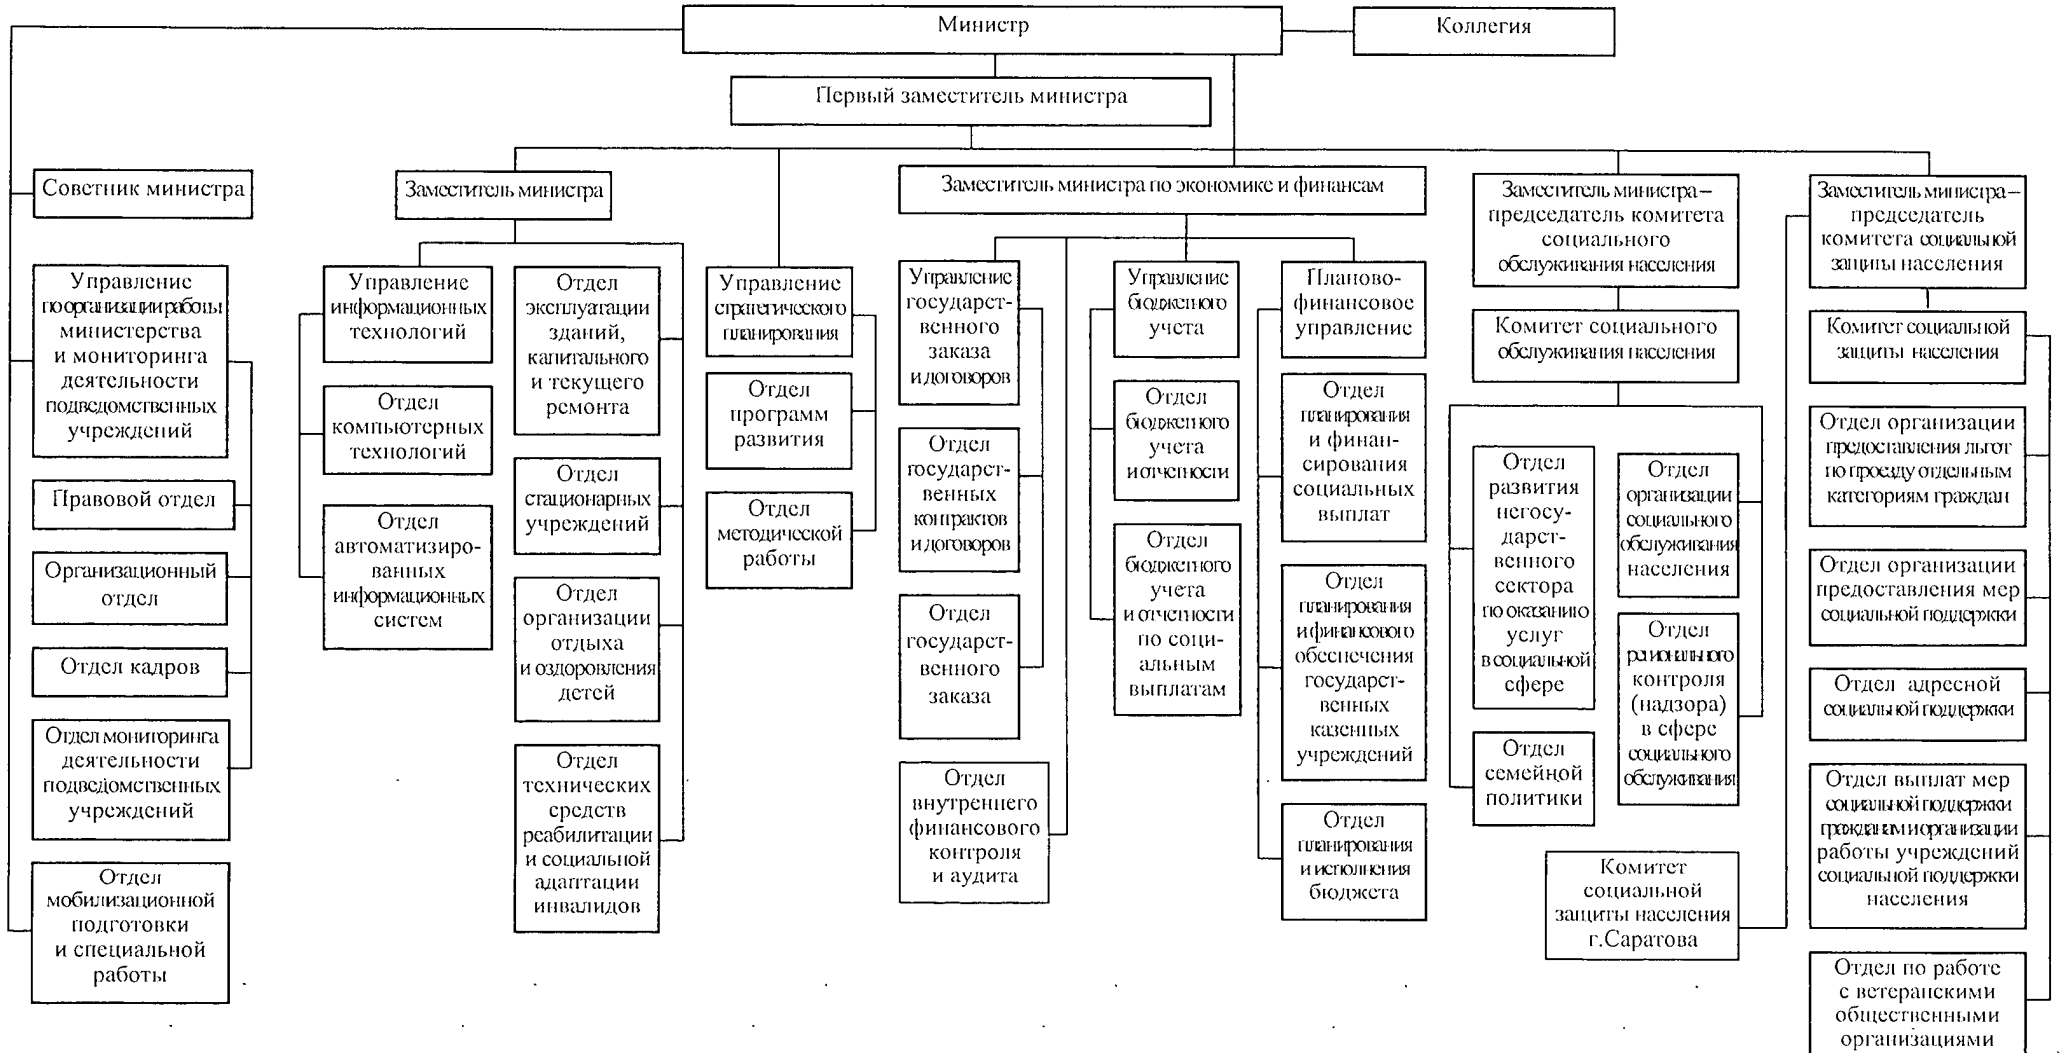 Министр
Коллегия
Первый заместитель министра
Советник министра
Управление
по организации работы
министерства
и мониторинга
деятельности
подведомственных
учреждений
Правовой отдел
Организационный
отдел
Отдел кадров
Отдел мониторинга
деятельности
подведомственных
учреждений
Отдел
мобилизационной
подготовки
и специальной
работы
Заместитель министра
Управление
информационных
технологий
Отдел
компьютерных
технологий
Отдел
автоматизиро-
ванных
информационных
систем
Отдел
эксплуатации
зданий,
капитального
и текущего
ремонта
Отдел
стационарных
учреждений
Отдел
организации
отдыха
и оздоровления
детей
Отдел
технических
средств
реабилитации
и социальной
адаптации
инвалидов
Управление
стратегического
планирования
Отдел
программ
развития
Отдел
методической
работы
Заместитель министра по экономике и финансам
Управление
государст-
венного
заказа
и договоров
Отдел
государст-
венных
контрактов
и договоров
Отдел
государст-
венного
заказа
Отдел
внутреннего
финансового
контроля
и аудита
Управление
бюджетного
учета
Отдел
бюджетного
учета
и отчетности
Отдел
бюджетного
учета
и отчетности
по соци-
альным
выплатам
Планово-
финансовое
управление
Отдел
планирования
и финан-
сирования
социальных
выплат
Отдел
планирования
и финансового
обеспечения
государст-
венных
казенных
учреждений
Отдел
планирования
и исполнения
бюджета
Заместитель министра –
председатель комитета
социального
обслуживания населения
Комитет социального
обслуживания населения
Отдел
развития
негосу-
дарст-
венного
сектора
по оказанию
услуг
в социальной
сфере
Отдел
семейной
политики
Отдел
организации
социального
обслуживания
населения
Отдел
регионального
контроля
(надзора)
в сфере
социального
обслуживания
Комитет
социальной
защиты населения
г.Саратова
Заместитель министра –
председатель
комитета социальной
защиты населения
Комитет социальной
защиты населения
Отдел организации
предоставления льгот
по проезду отдельным
категориям граждан
Отдел организации
предоставления мер
социальной поддержки
Отдел адресной
социальной поддержки
Отдел выплат мер
социальной поддержки
гражданам и организации
работы учреждений
социальной поддержки
населения
Отдел по работе
с ветеранскими
общественными
организациями